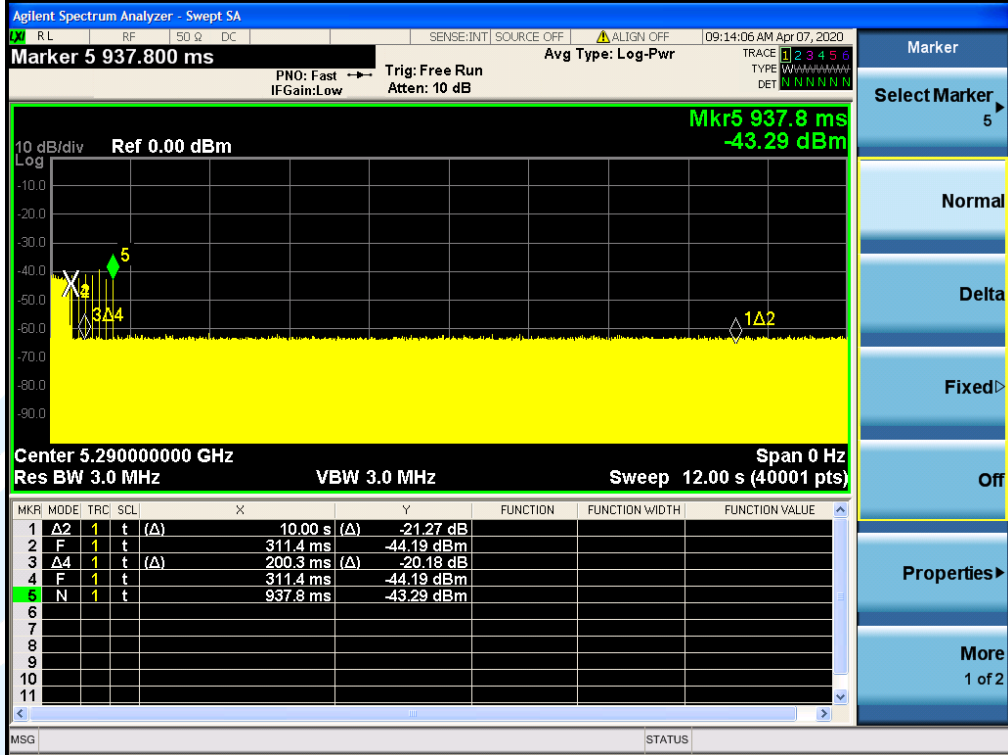 Agilent Spectrum Analyzer - Swept SA
LXI RL RF 50 Ω DC SENSE:INT SOURCE OFF ALIGN OFF 09:14:06 AM Apr 07, 2020
Marker 5 937.800 ms
Avg Type: Log-Pwr
TRACE 1 2 3 4 5 6
TYPE WWWWWW
DET N N N N N N
PNO: Fast Trig: Free Run
IFGain:Low Atten: 10 dB
Mkr5 937.8 ms
-43.29 dBm
10 dB/div Ref 0.00 dBm
Log
-10.0
-20.0
-30.0
-40.0
-50.0
-60.0
-70.0
-80.0
-90.0
5
3Δ4
1Δ2
Center 5.290000000 GHz Span 0 Hz
Res BW 3.0 MHz VBW 3.0 MHz Sweep 12.00 s (40001 pts)
MKR MODE TRC SCL X Y FUNCTION FUNCTION WIDTH FUNCTION VALUE
1 Δ2 1 t (Δ) 10.00 s (Δ) -21.27 dB
2 F 1 t 311.4 ms -44.19 dBm
3 Δ4 1 t (Δ) 200.3 ms (Δ) -20.18 dB
4 F 1 t 311.4 ms -44.19 dBm
5 N 1 t 937.8 ms -43.29 dBm
6
7
8
9
10
11
MSG STATUS
Marker
Select Marker
5
Normal
Delta
Fixed
Off
Properties
More
1 of 2